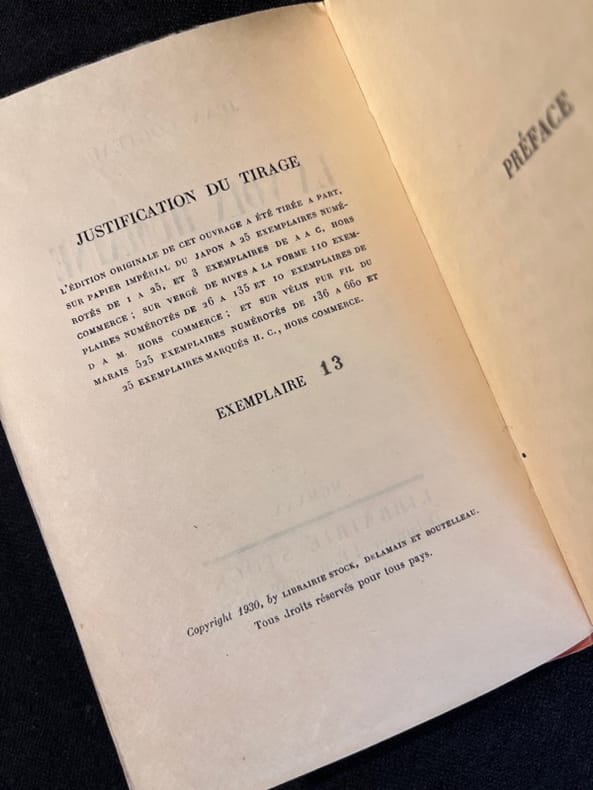 JUSTIFICATION DU TIRAGE
L'ÉDITION ORIGINALE DE CET OUVRAGE A ÉTÉ TIRÉE A PART,
SUR PAPIER IMPÉRIAL DU JAPON A 25 EXEMPLAIRES NUMÉ-
ROTÉS DE 1 A 25, ET 3 EXEMPLAIRES DE A A C, HORS
COMMERCE ; SUR VERGÉ DE RIVES A LA FORME 110 EXEM-
PLAIRES NUMÉROTÉS DE 26 A 135 ET 10 EXEMPLAIRES DE
D A M. HORS COMMERCE ; ET SUR VÉLIN PUR FIL DU
MARAIS 525 EXEMPLAIRES NUMÉROTÉS DE 136 A 660 ET
25 EXEMPLAIRES MARQUÉS H. C., HORS COMMERCE.
EXEMPLAIRE 13
Copyright 1930, by LIBRAIRIE STOCK, DELAMAIN ET BOUTELLEAU.
Tous droits réservés pour tous pays.
PRÉFACE